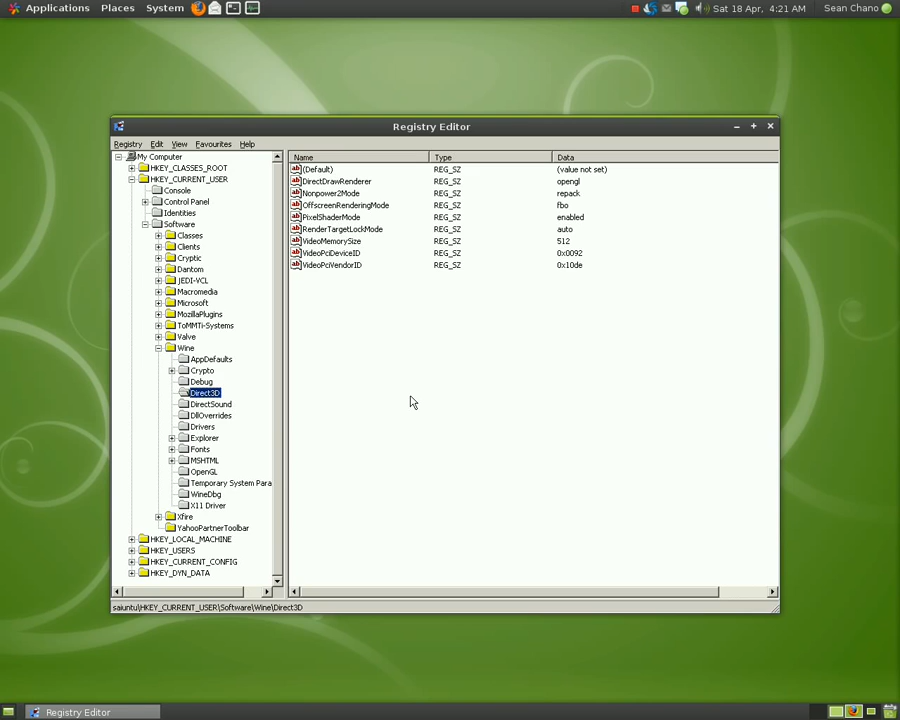 Applications Places System Sat 18 Apr, 4:21 AM Sean Chano
Registry Editor
Registry Edit View Favourites Help
My Computer
HKEY_CLASSES_ROOT
HKEY_CURRENT_USER
Console
Control Panel
Identities
Software
Classes
Clients
Cryptic
Dantom
JEDI-VCL
Macromedia
Microsoft
MozillaPlugins
ToMMTi-Systems
Valve
Wine
AppDefaults
Crypto
Debug
Direct3D
DirectSound
DllOverrides
Drivers
Explorer
Fonts
MSHTML
OpenGL
Temporary System Para
WineDbg
X11 Driver
Xfire
YahooPartnerToolbar
HKEY_LOCAL_MACHINE
HKEY_USERS
HKEY_CURRENT_CONFIG
HKEY_DYN_DATA
Name Type Data
(Default) REG_SZ (value not set)
DirectDrawRenderer REG_SZ opengl
Nonpower2Mode REG_SZ repack
OffscreenRenderingMode REG_SZ fbo
PixelShaderMode REG_SZ enabled
RenderTargetLockMode REG_SZ auto
VideoMemorySize REG_SZ 512
VideoPciDeviceID REG_SZ 0x0092
VideoPciVendorID REG_SZ 0x10de
saiuntu\HKEY_CURRENT_USER\Software\Wine\Direct3D
Registry Editor